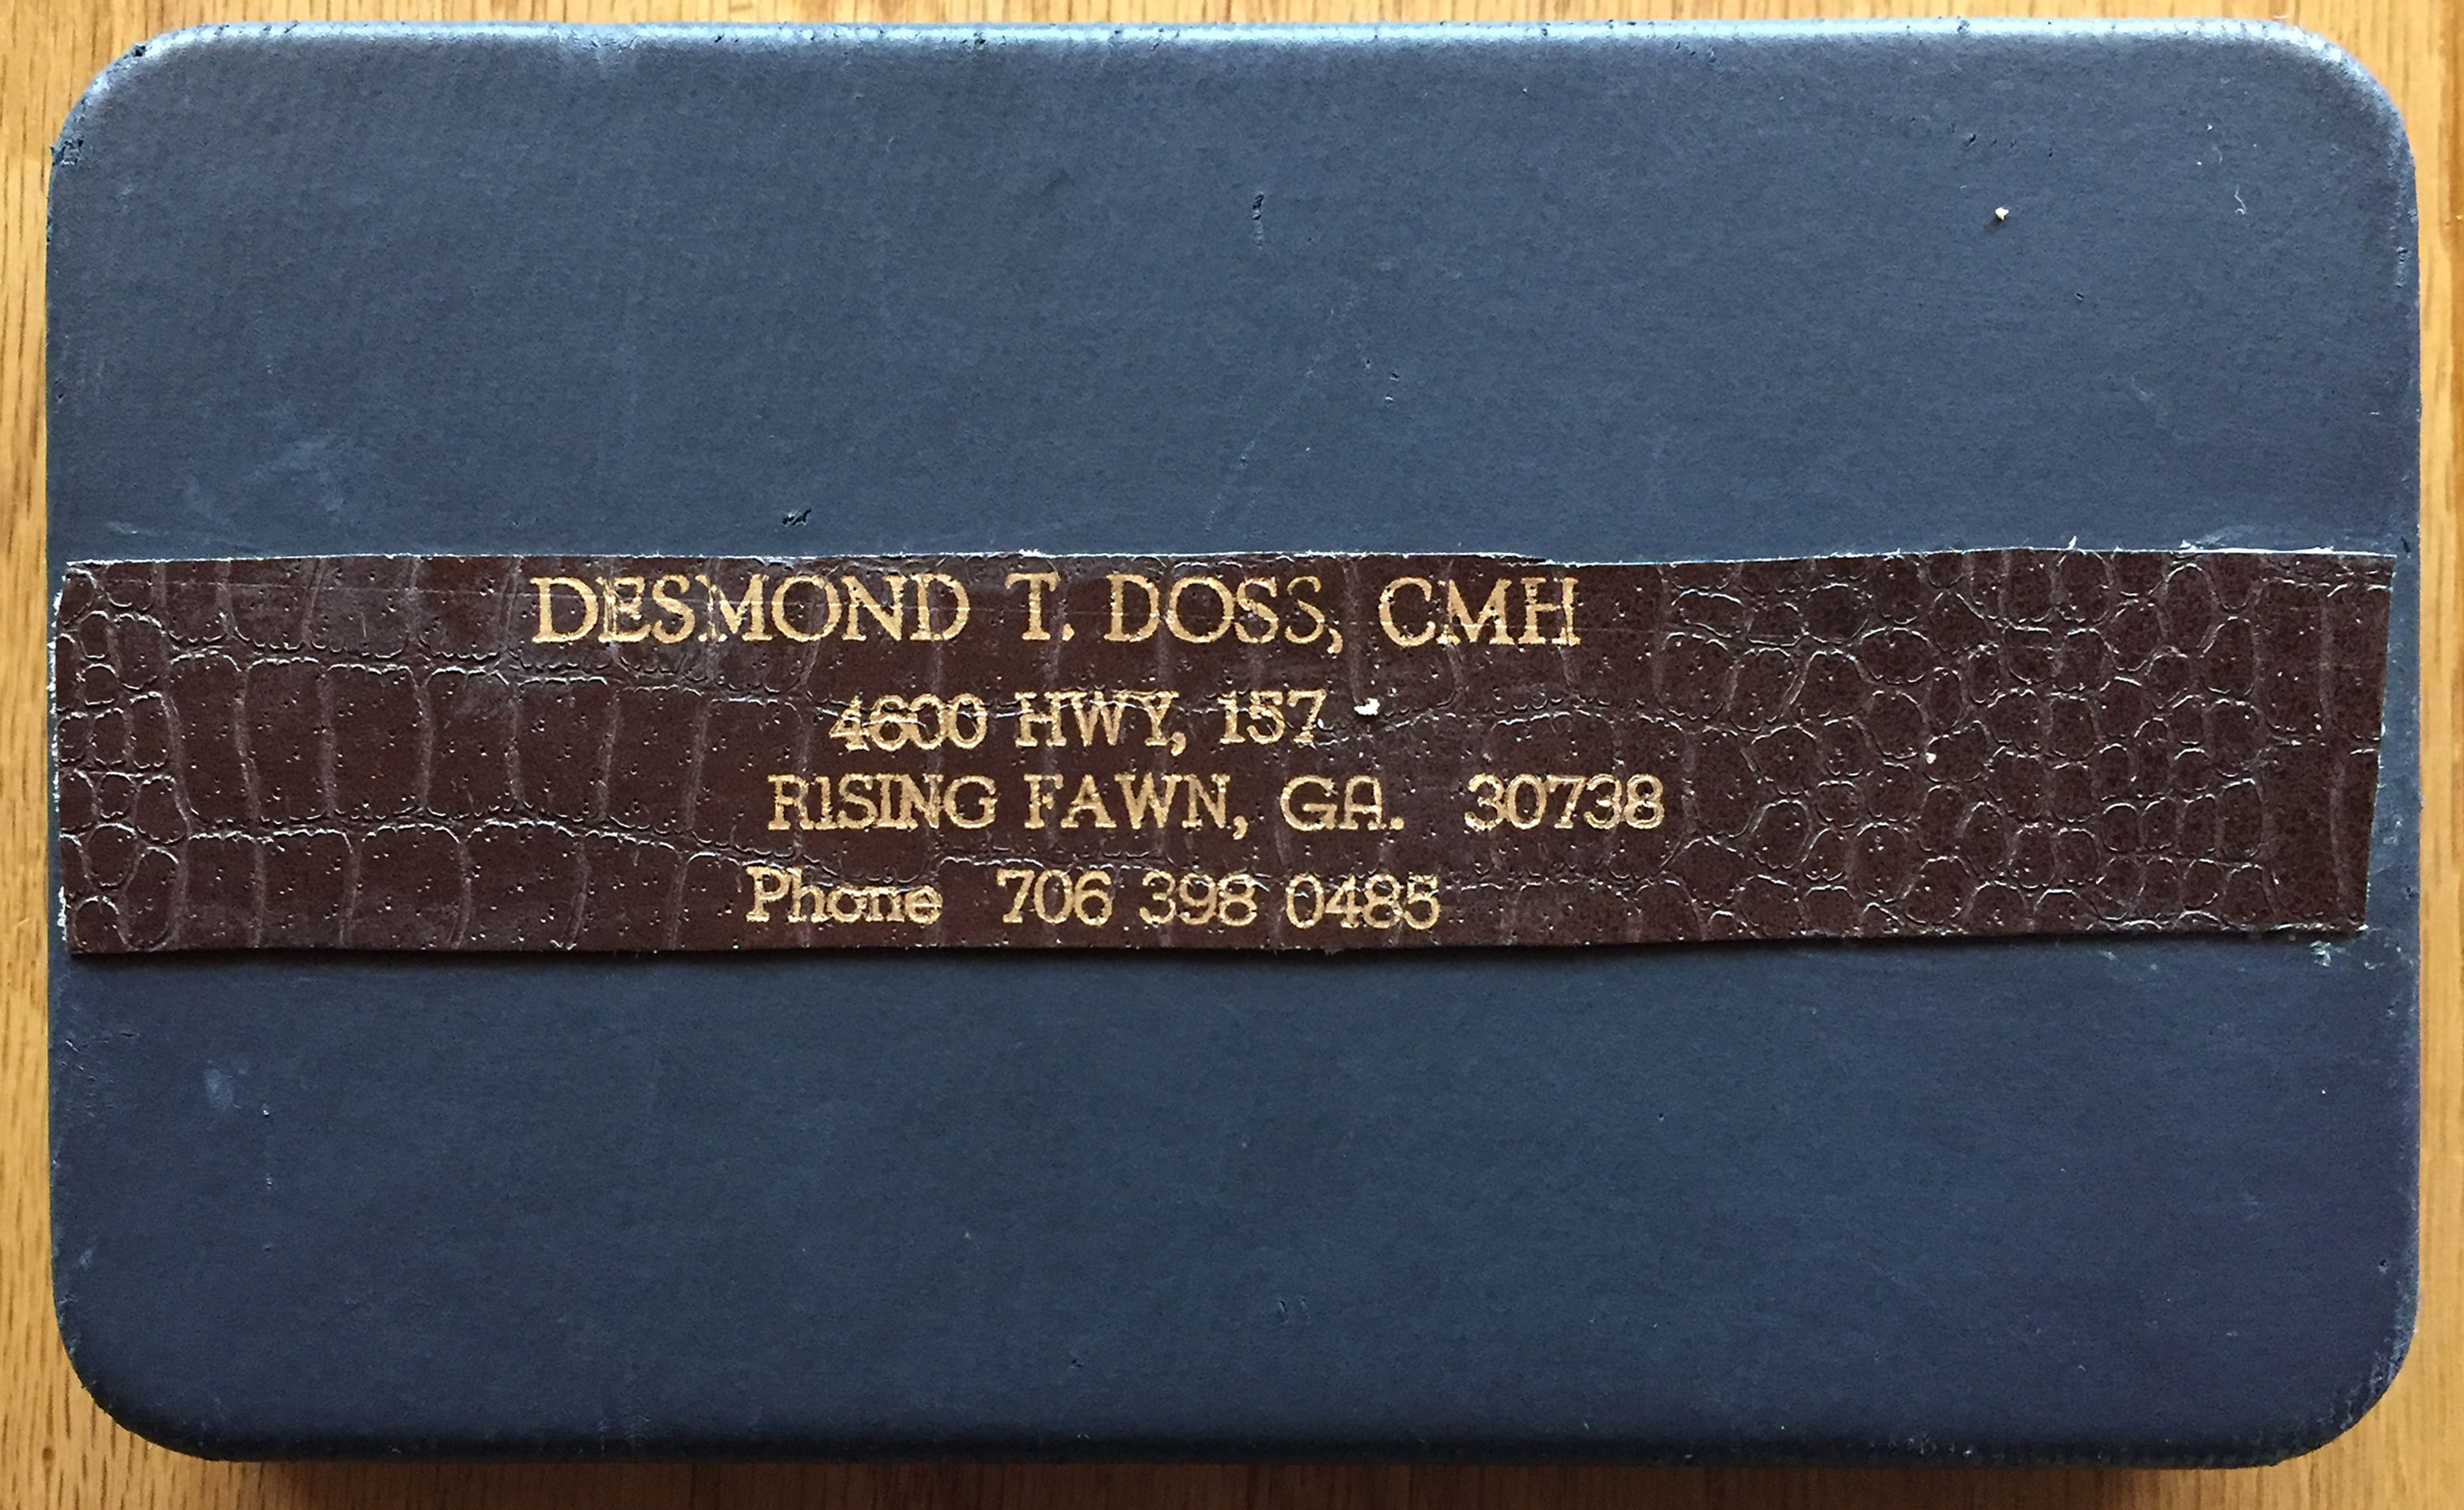 DESMOND T. DOSS, CMH
4600 HWY, 157
RISING FAWN, GA. 30738
Phone 706 398 0485